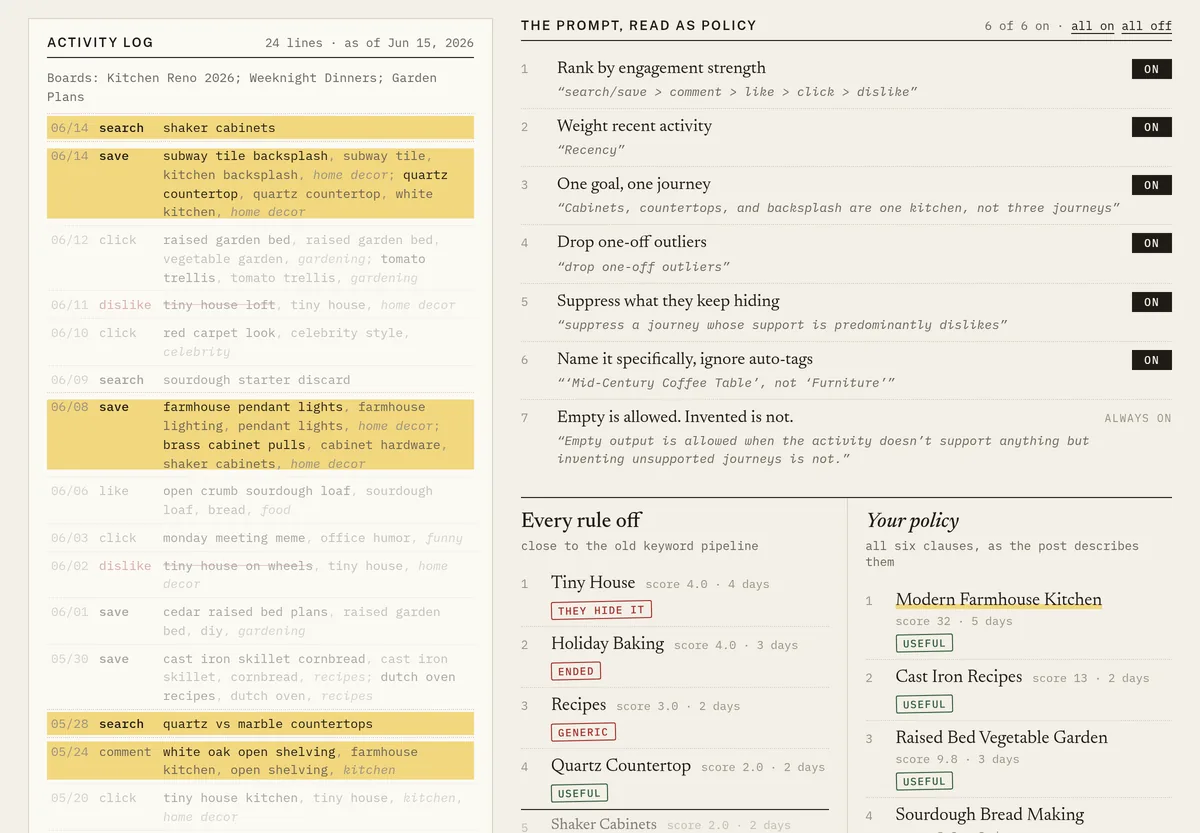 ACTIVITY LOG
24 lines · as of Jun 15, 2026
Boards: Kitchen Reno 2026; Weeknight Dinners; Garden
Plans
06/14 search shaker cabinets
06/14 save subway tile backsplash, subway tile,
kitchen backsplash, home decor; quartz
countertop, quartz countertop, white
kitchen, home decor
06/12 click raised garden bed, raised garden bed,
vegetable garden, gardening; tomato
trellis, tomato trellis, gardening
06/11 dislike tiny house loft, tiny house, home decor
06/10 click red carpet look, celebrity style,
celebrity
06/09 search sourdough starter discard
06/08 save farmhouse pendant lights, farmhouse
lighting, pendant lights, home decor;
brass cabinet pulls, cabinet hardware,
shaker cabinets, home decor
06/06 like open crumb sourdough loaf, sourdough
loaf, bread, food
06/03 click monday meeting meme, office humor, funny
06/02 dislike tiny house on wheels, tiny house, home
decor
06/01 save cedar raised bed plans, raised garden
bed, diy, gardening
05/30 save cast iron skillet cornbread, cast iron
skillet, cornbread, recipes; dutch oven
recipes, dutch oven, recipes
05/28 search quartz vs marble countertops
05/24 comment white oak open shelving, farmhouse
kitchen, open shelving, kitchen
05/20 click tiny house kitchen, tiny house, kitchen,
home decor
THE PROMPT, READ AS POLICY
6 of 6 on · all on all off
1 Rank by engagement strength ON
“search/save > comment > like > click > dislike”
2 Weight recent activity ON
“Recency”
3 One goal, one journey ON
“Cabinets, countertops, and backsplash are one kitchen, not three journeys”
4 Drop one-off outliers ON
“drop one-off outliers”
5 Suppress what they keep hiding ON
“suppress a journey whose support is predominantly dislikes”
6 Name it specifically, ignore auto-tags ON
“‘Mid-Century Coffee Table’, not ‘Furniture’”
7 Empty is allowed. Invented is not. ALWAYS ON
“Empty output is allowed when the activity doesn’t support anything but
inventing unsupported journeys is not.”
Every rule off
close to the old keyword pipeline
1 Tiny House score 4.0 · 4 days
THEY HIDE IT
2 Holiday Baking score 4.0 · 3 days
ENDED
3 Recipes score 3.0 · 2 days
GENERIC
4 Quartz Countertop score 2.0 · 2 days
USEFUL
5 Shaker Cabinets score 2.0 · 2 days
Your policy
all six clauses, as the post describes
them
1 Modern Farmhouse Kitchen
score 32 · 5 days
USEFUL
2 Cast Iron Recipes score 13 · 2 days
USEFUL
3 Raised Bed Vegetable Garden
score 9.8 · 3 days
USEFUL
4 Sourdough Bread Making